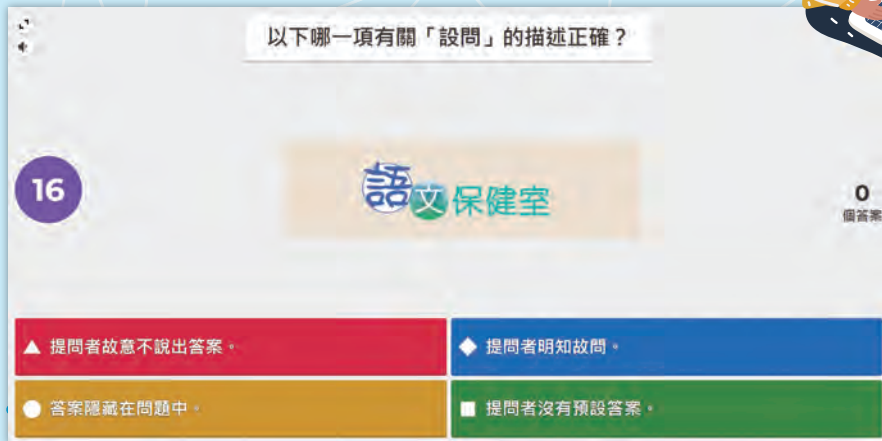 以下哪一項有關「設問」的描述正確？
16
語文保健室
0
個答案
提問者故意不說出答案。
提問者明知故問。
答案隱藏在問題中。
提問者沒有預設答案。